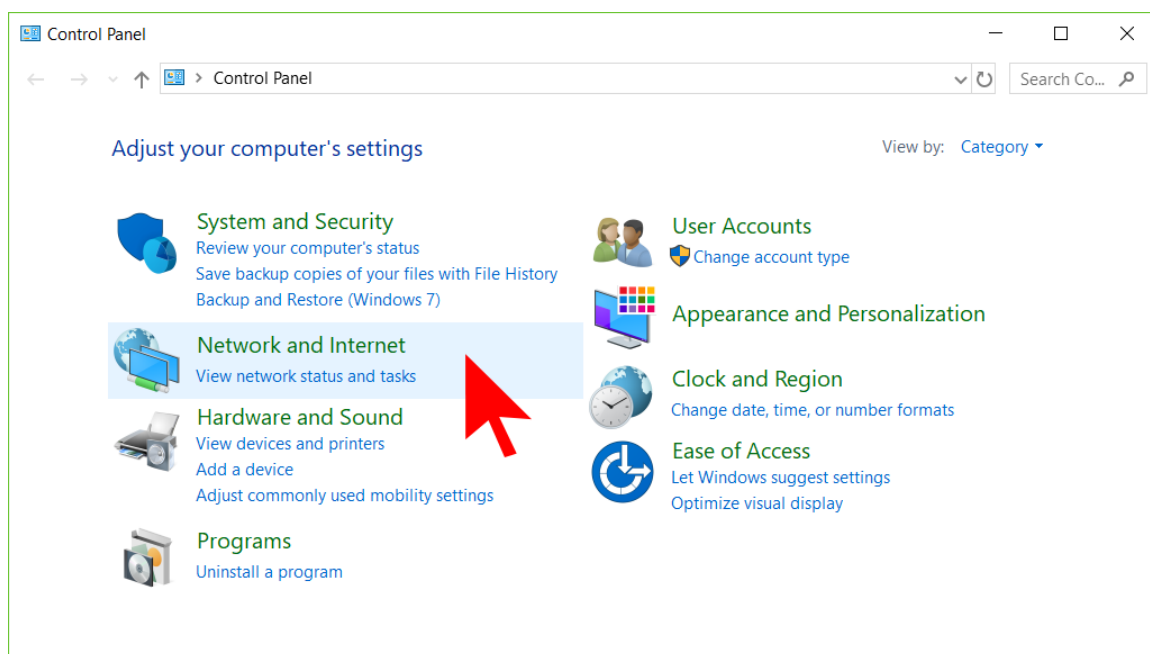 Control Panel
Control Panel
Search Co...
Adjust your computer's settings
View by: Category
System and Security
Review your computer's status
Save backup copies of your files with File History
Backup and Restore (Windows 7)
Network and Internet
View network status and tasks
Hardware and Sound
View devices and printers
Add a device
Adjust commonly used mobility settings
Programs
Uninstall a program
User Accounts
Change account type
Appearance and Personalization
Clock and Region
Change date, time, or number formats
Ease of Access
Let Windows suggest settings
Optimize visual display